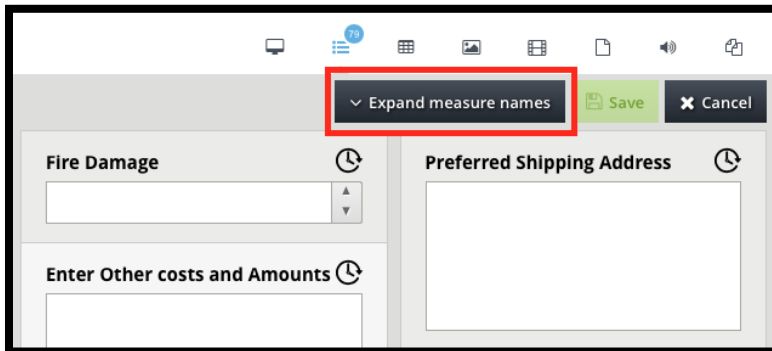 79
Expand measure names
Save
Cancel
Fire Damage
Preferred Shipping Address
Enter Other costs and Amounts